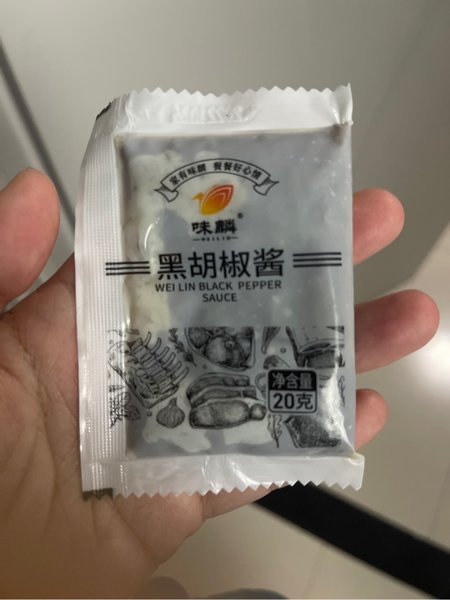 家有味麟 餐餐好心情
味麟®
WEILIN
黑胡椒酱
WEI LIN BLACK PEPPER
SAUCE
净含量
20克